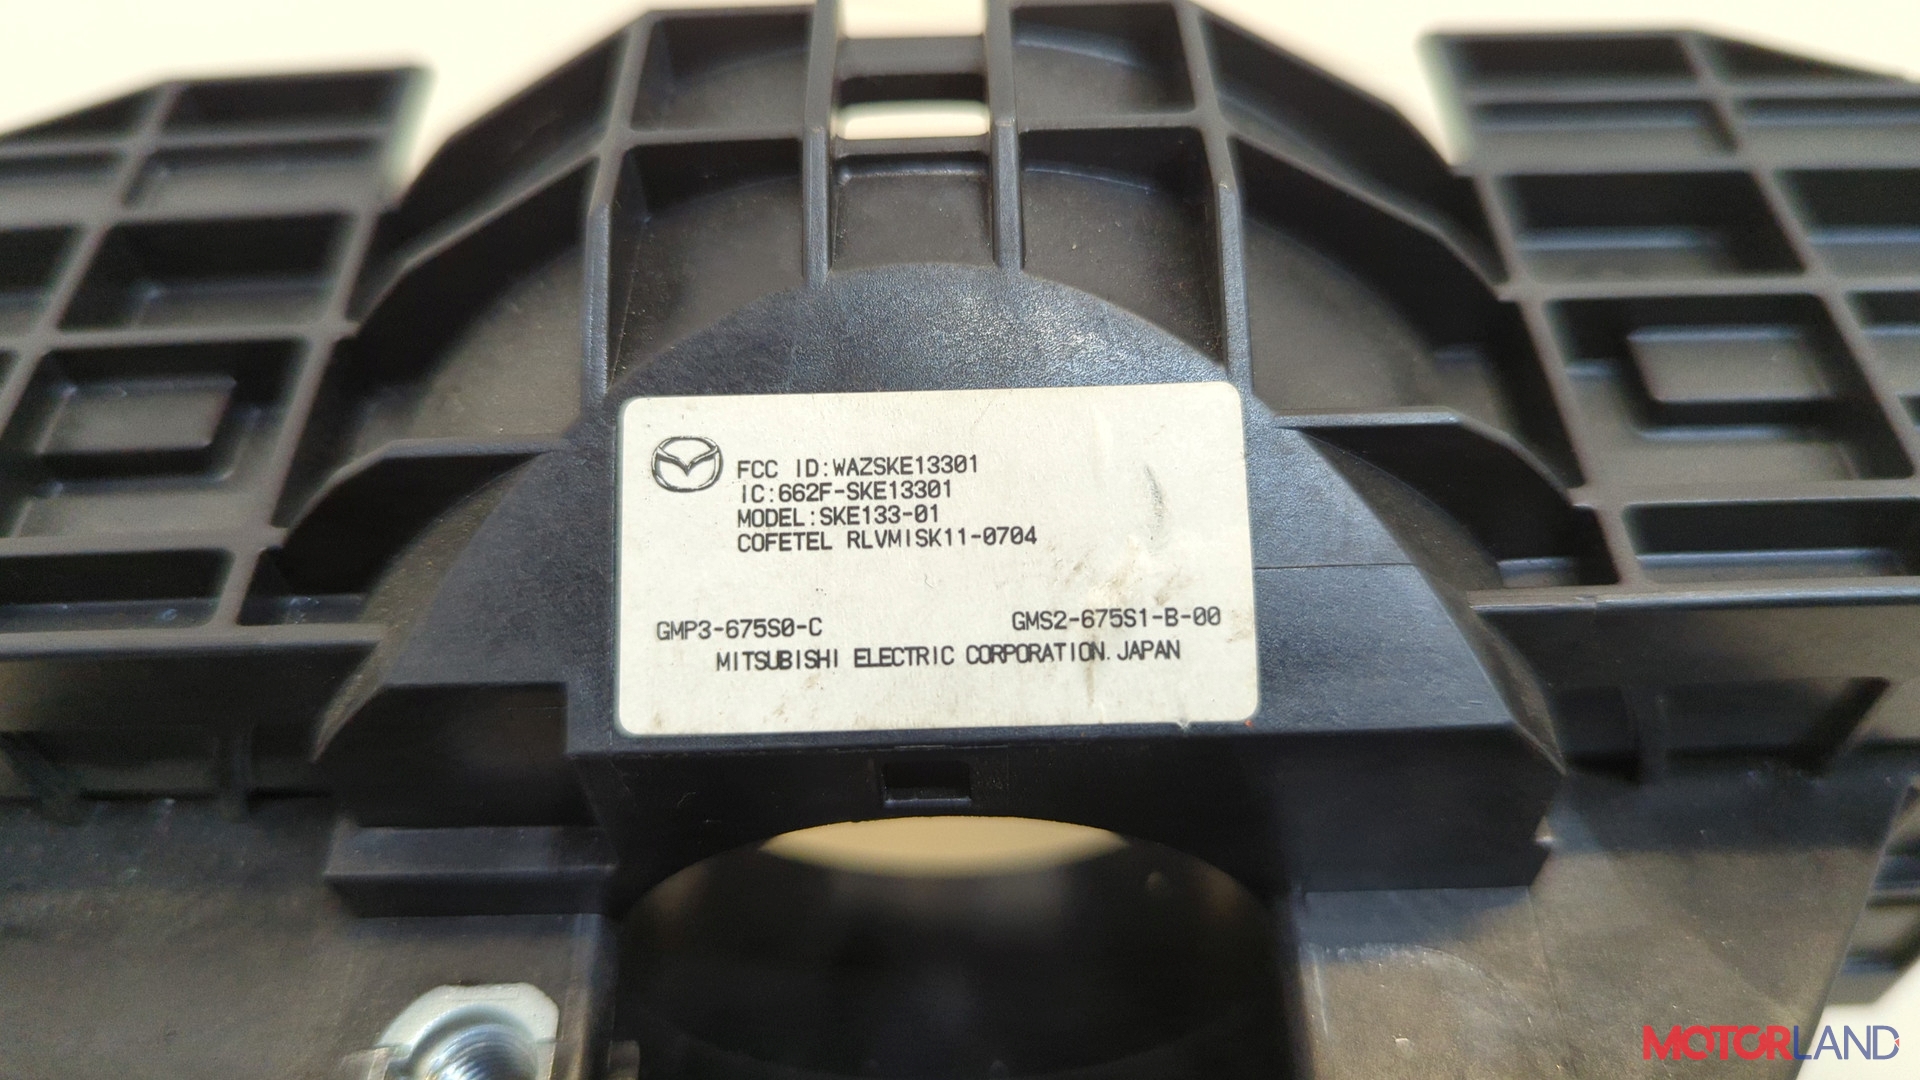 FCC ID:WAZSKE13301
IC:662F-SKE13301
MODEL:SKE133-01
COFETEL RLVMISK11-0704
GMP3-675S0-C GMS2-675S1-B-00
MITSUBISHI ELECTRIC CORPORATION.JAPAN
MOTORLAND